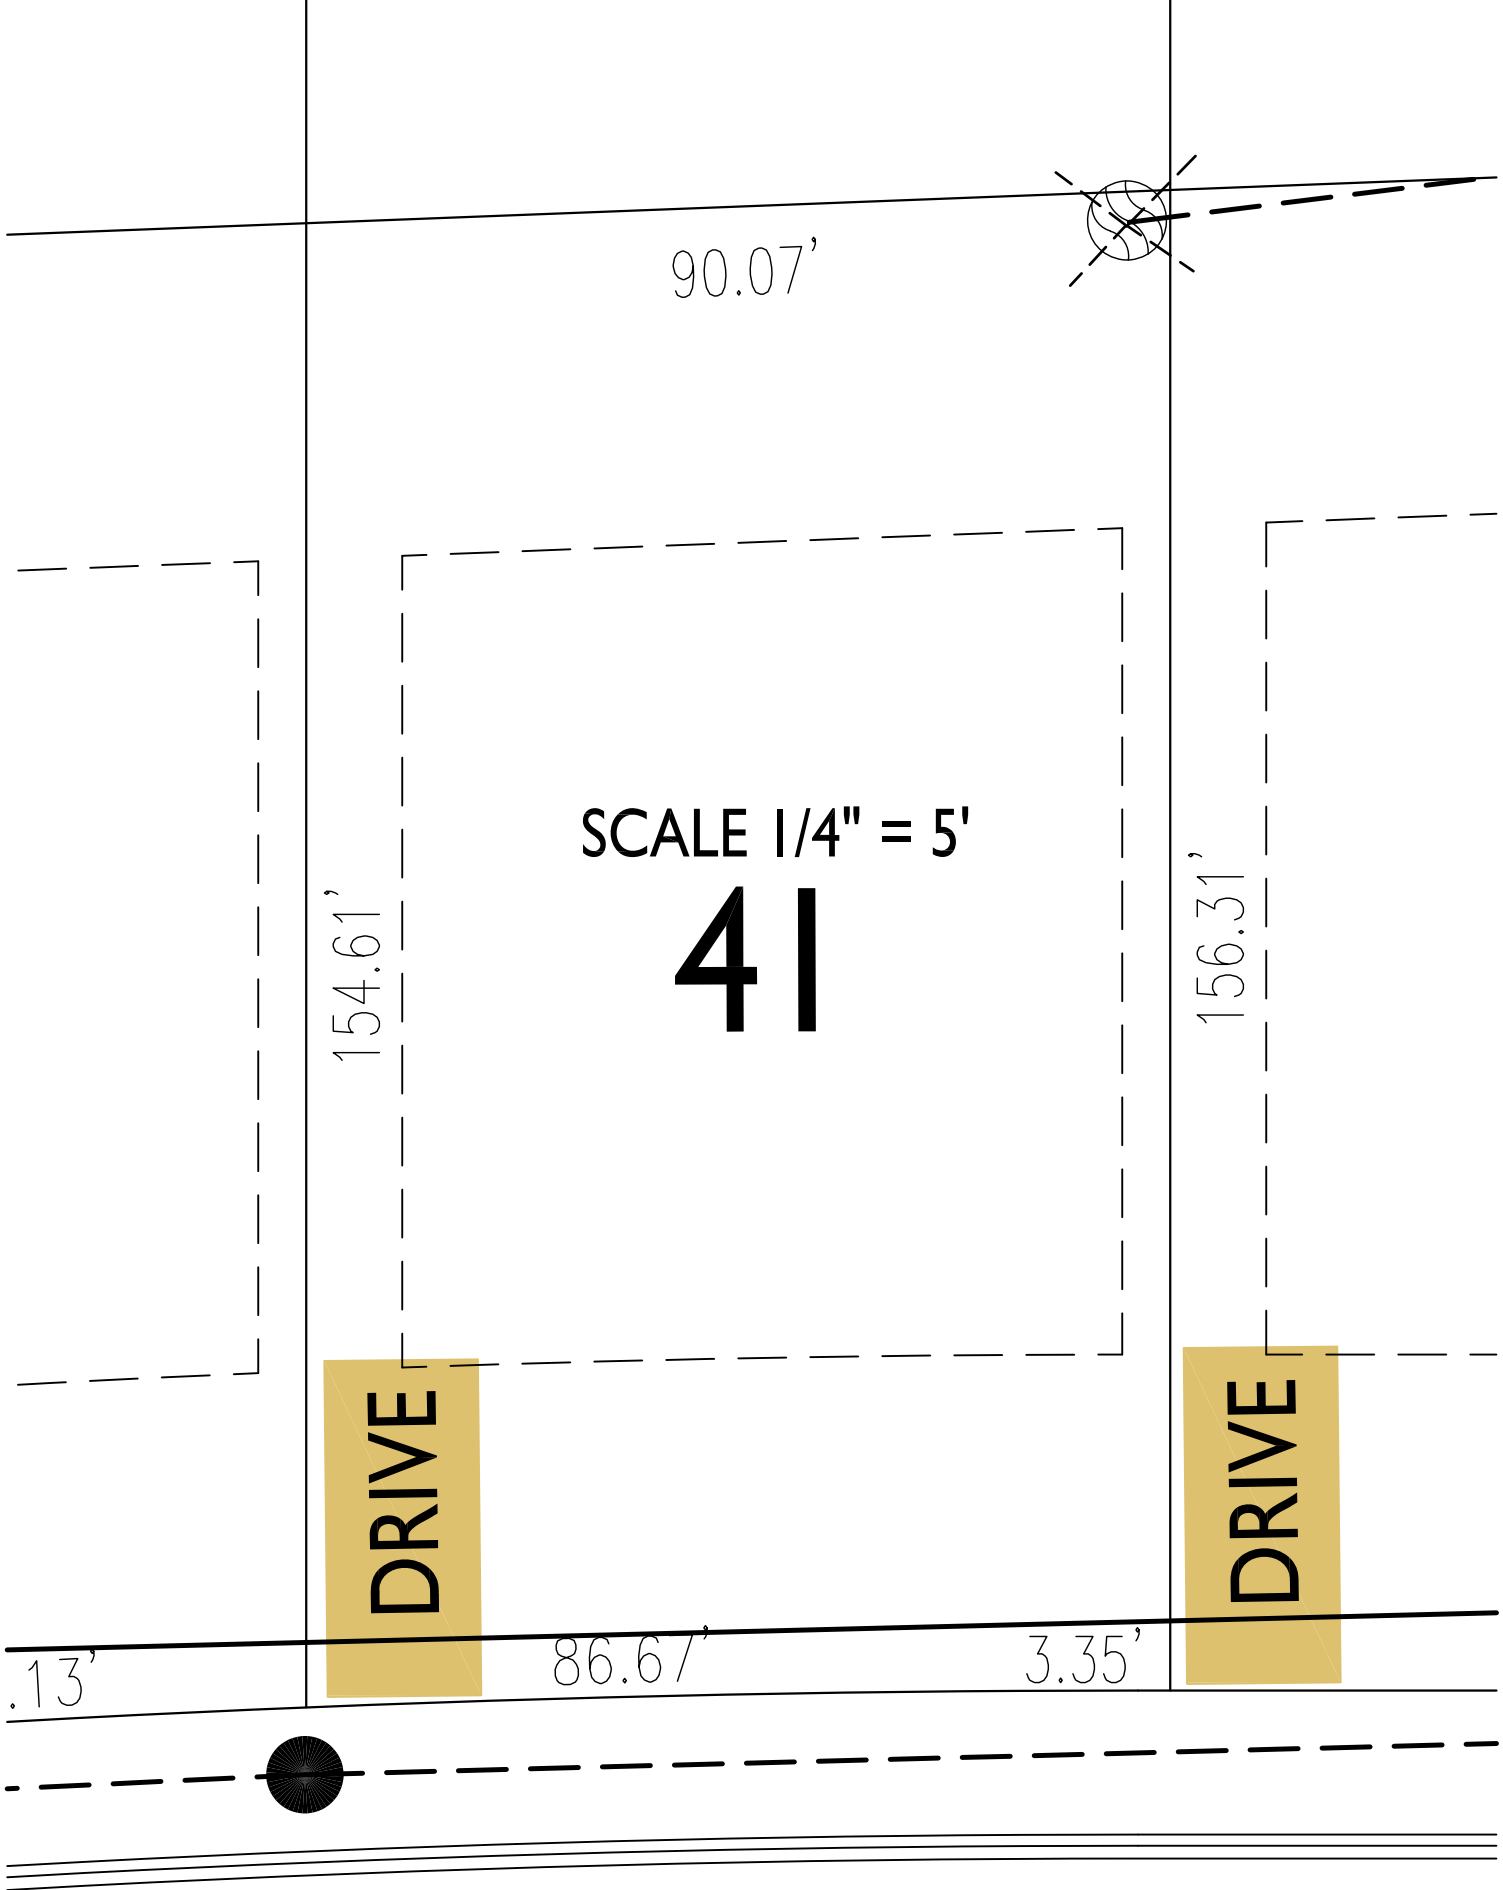 90.07'
SCALE 1/4" = 5'
41
154.61'
156.31'
DRIVE
DRIVE
.13'
86.67'
3.35'